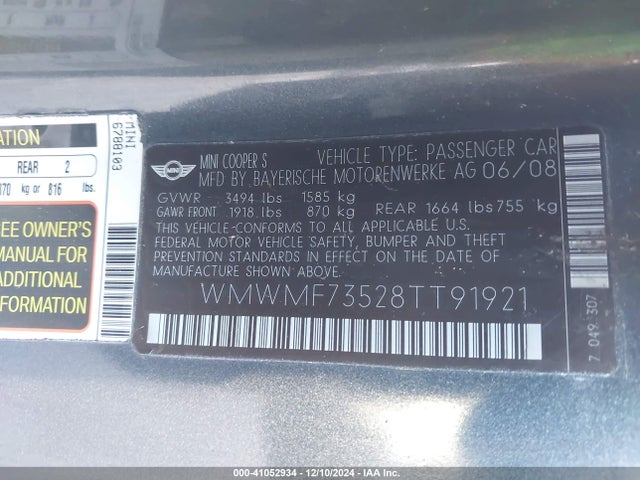 ATION
REAR 2
370 kg or 816 lbs.
EE OWNER'S
MANUAL FOR
ADDITIONAL
FORMATION
MINI
6788103
MINI
MINI COOPER S VEHICLE TYPE: PASSENGER CAR
MFD BY BAYERISCHE MOTORENWERKE AG 06/08
GVWR 3494 lbs 1585 kg
GAWR FRONT 1918 lbs 870 kg REAR 1664 lbs 755 kg
THIS VEHICLE CONFORMS TO ALL APPLICABLE U.S.
FEDERAL MOTOR VEHICLE SAFETY, BUMPER AND THEFT
PREVENTION STANDARDS IN EFFECT ON THE DATE OF
MANUFACTURE SHOWN ABOVE.
WMWMF73528TT91921
7 049 307
000-41052934 - 12/10/2024 - IAA Inc.